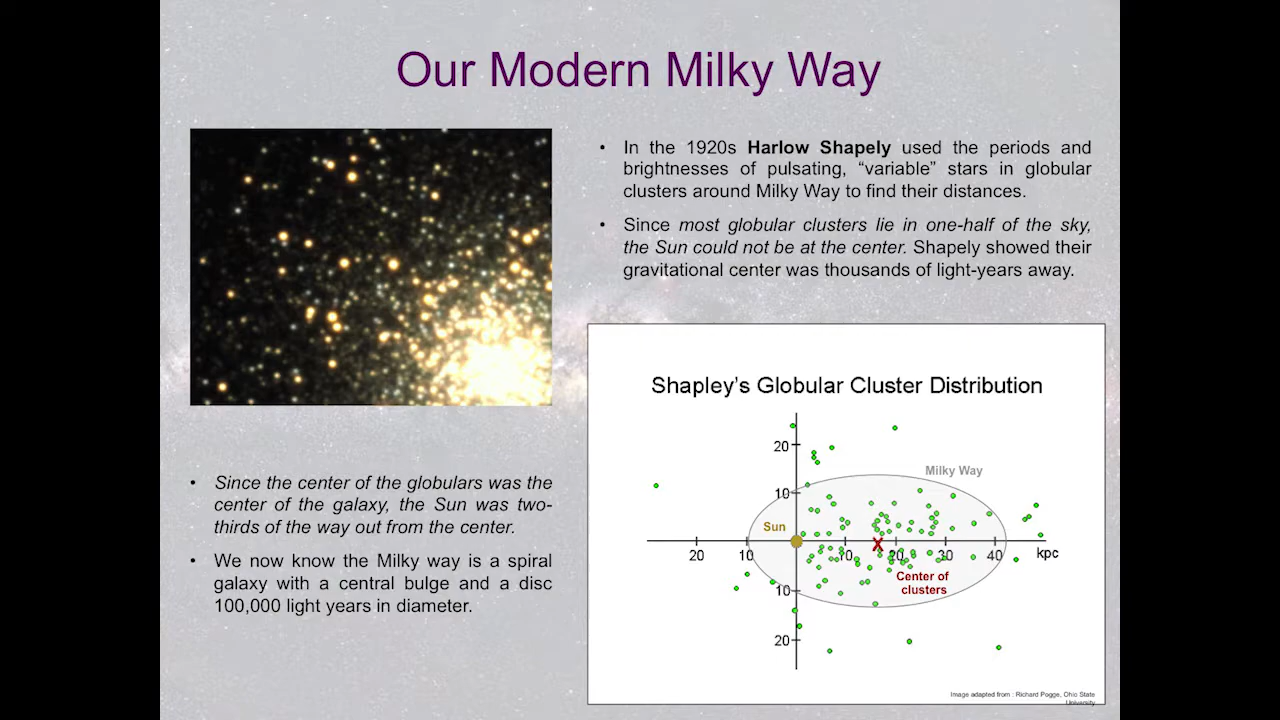 Our Modern Milky Way
• In the 1920s Harlow Shapely used the periods and
brightnesses of pulsating, “variable” stars in globular
clusters around Milky Way to find their distances.
• Since most globular clusters lie in one-half of the sky,
the Sun could not be at the center. Shapely showed their
gravitational center was thousands of light-years away.
• Since the center of the globulars was the
center of the galaxy, the Sun was two-
thirds of the way out from the center.
• We now know the Milky way is a spiral
galaxy with a central bulge and a disc
100,000 light years in diameter.
Shapley's Globular Cluster Distribution
20
Milky Way
10
Sun
20 10 10 20 30 40 kpc
X
Center of
clusters
10
20
Image adapted from : Richard Pogge, Ohio State
University